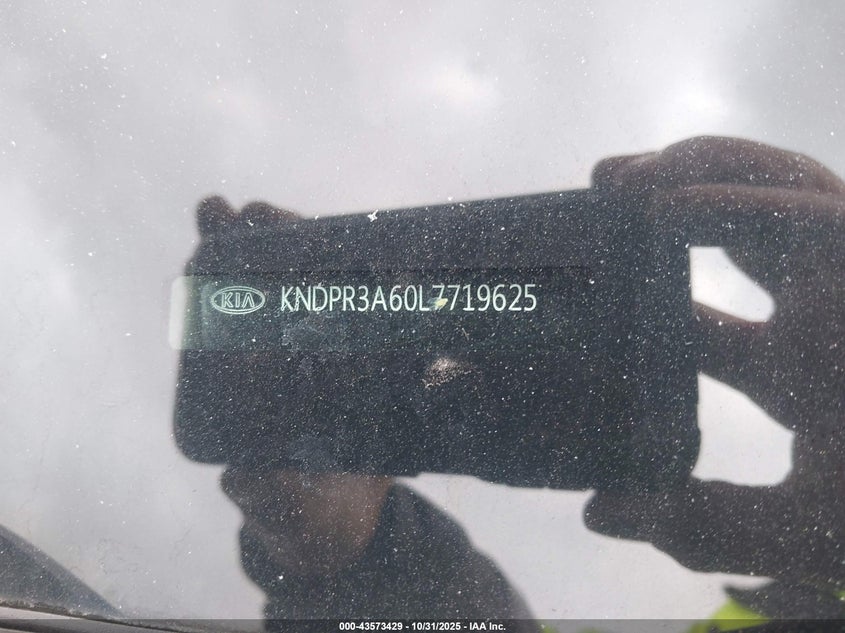 KIA KNDPR3A60L7719625
000-43573429 - 10/31/2025 - IAA Inc.